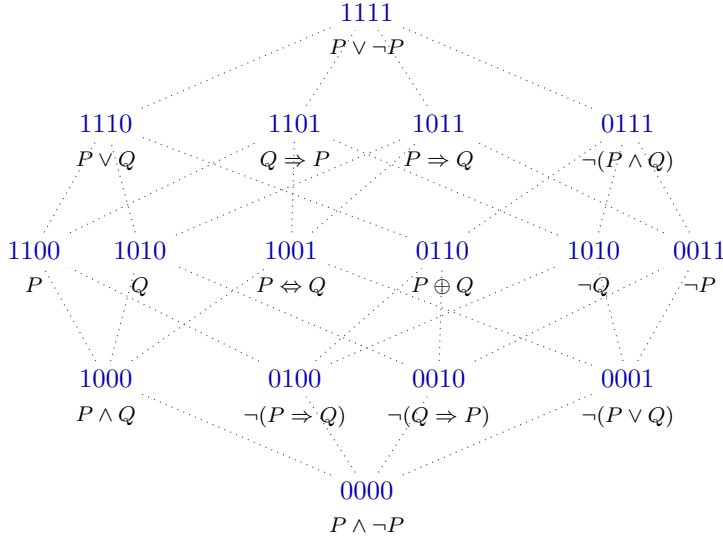 1111
P ∨ ¬P
1110 1101 1011 0111
P ∨ Q Q ⇒ P P ⇒ Q ¬(P ∧ Q)
1100 1010 1001 0110 1010 0011
P Q P ⇔ Q P ⊕ Q ¬Q ¬P
1000 0100 0010 0001
P ∧ Q ¬(P ⇒ Q) ¬(Q ⇒ P) ¬(P ∨ Q)
0000
P ∧ ¬P